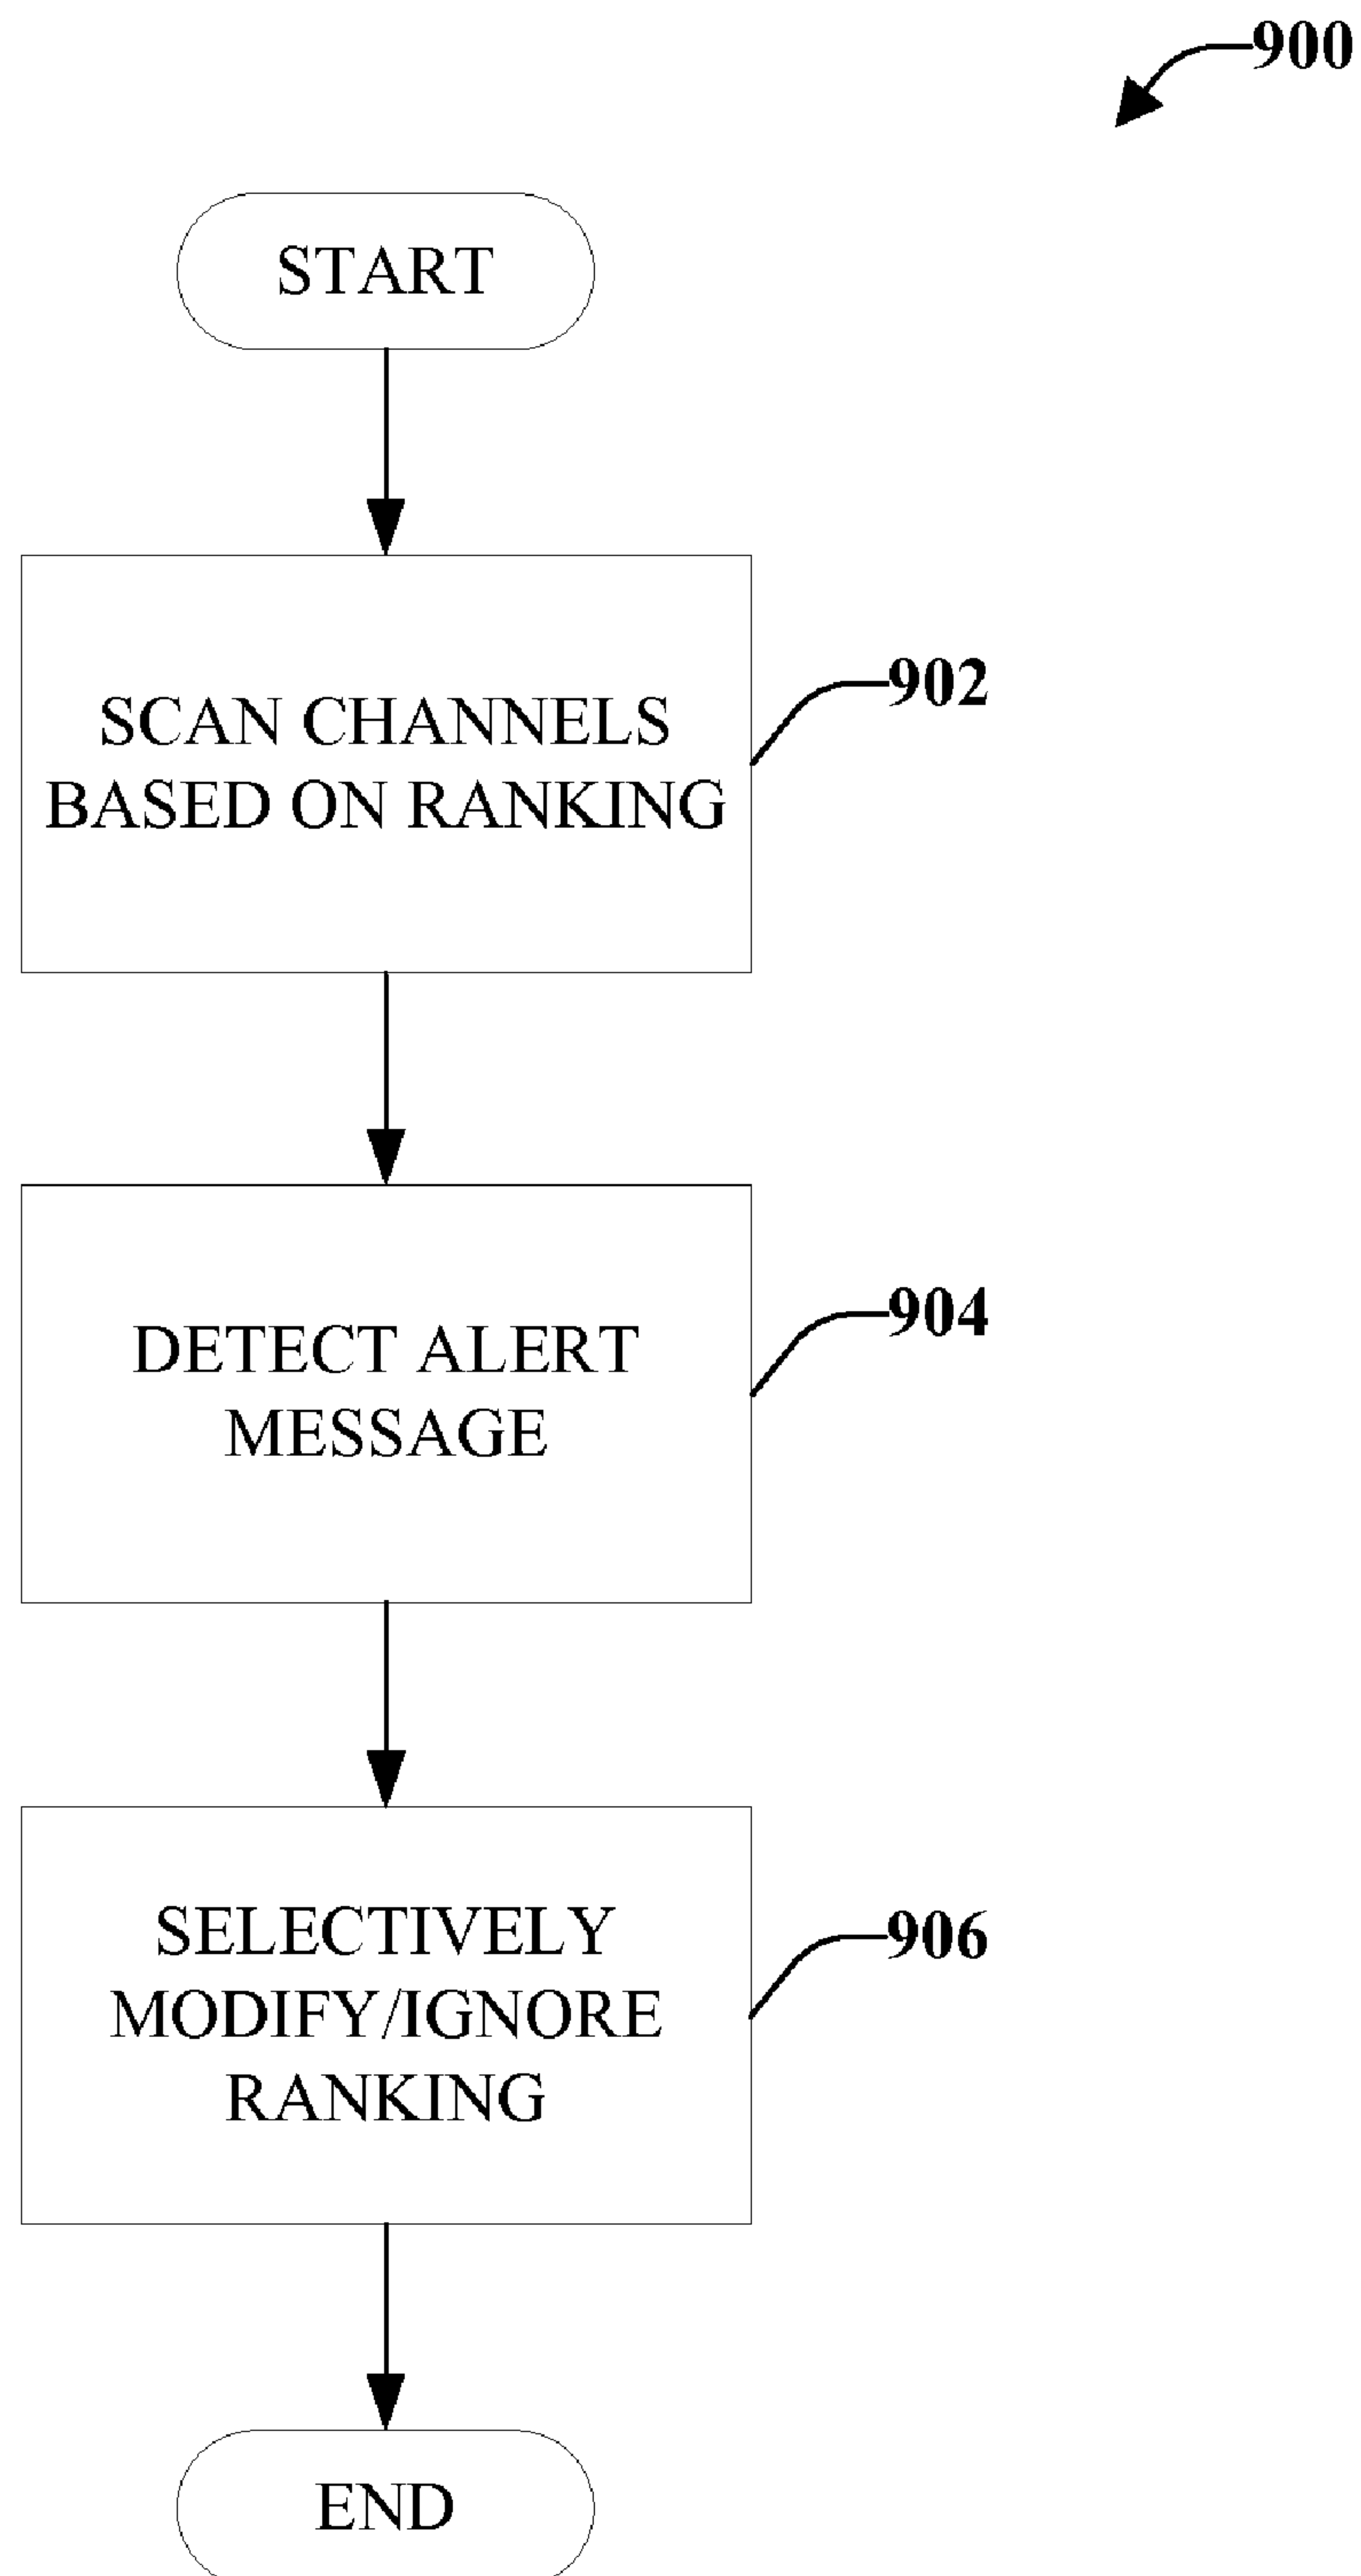 900
START
SCAN CHANNELS
BASED ON RANKING
902
DETECT ALERT
MESSAGE
904
SELECTIVELY
MODIFY/IGNORE
RANKING
906
END